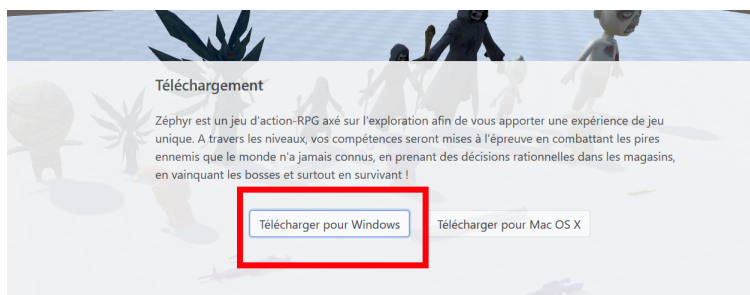 Téléchargement
Zéphyr est un jeu d'action-RPG axé sur l'exploration afin de vous apporter une expérience de jeu
unique. A travers les niveaux, vos compétences seront mises à l'épreuve en combattant les pires
ennemis que le monde n'a jamais connus, en prenant des décisions rationnelles dans les magasins,
en vainquant les bosses et surtout en survivant !
Télécharger pour Windows Télécharger pour Mac OS X